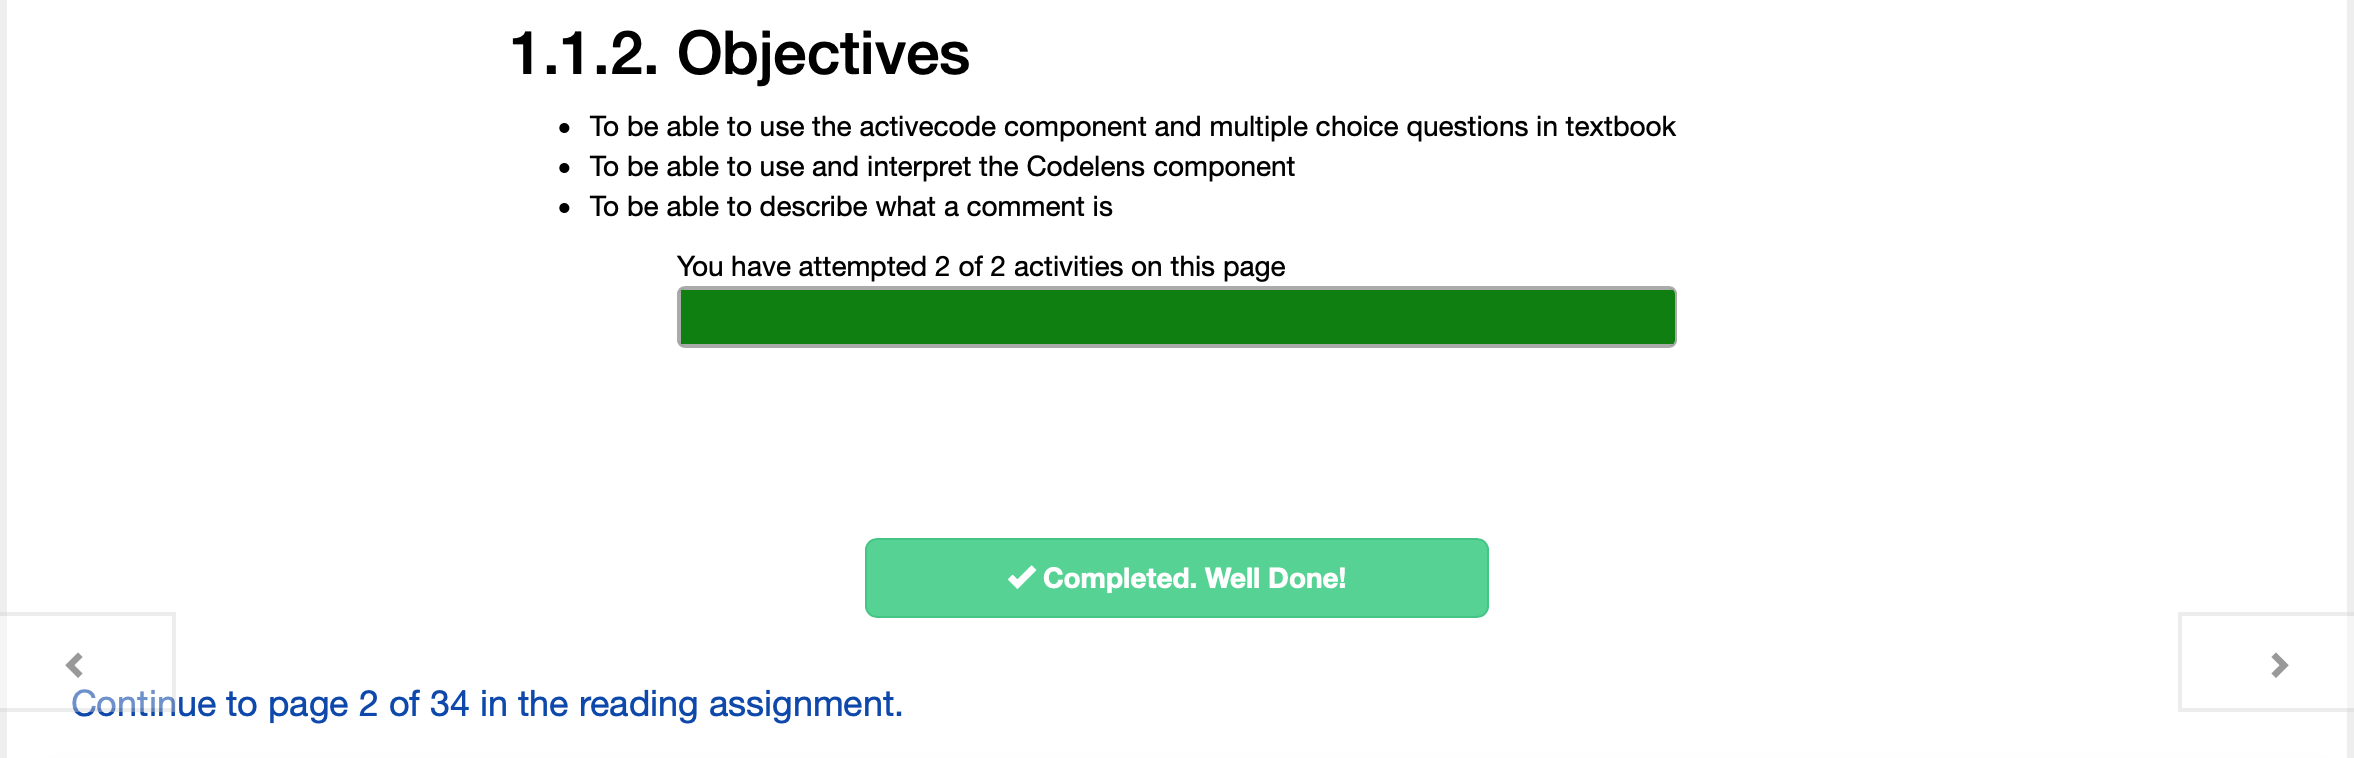 1.1.2. Objectives
To be able to use the activecode component and multiple choice questions in textbook
To be able to use and interpret the Codelens component
To be able to describe what a comment is
You have attempted 2 of 2 activities on this page
Completed. Well Done!
Continue to page 2 of 34 in the reading assignment.